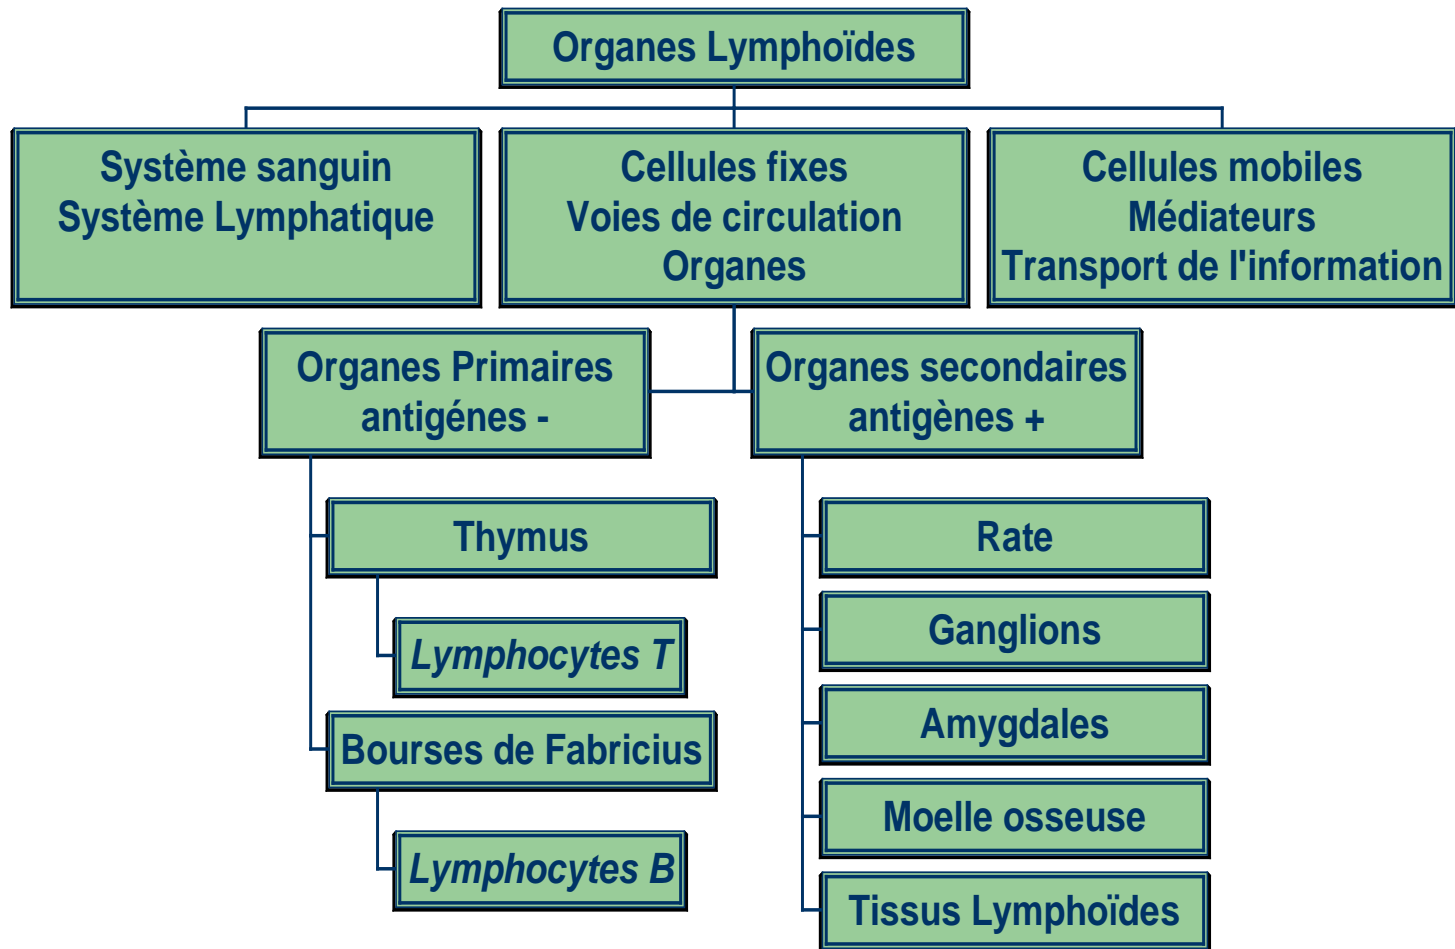 Organes Lymphoïdes
Système sanguin
Système Lymphatique
Cellules fixes
Voies de circulation
Organes
Cellules mobiles
Médiateurs
Transport de l'information
Organes Primaires
antigénes -
Organes secondaires
antigènes +
Thymus
Lymphocytes T
Bourses de Fabricius
Lymphocytes B
Rate
Ganglions
Amygdales
Moelle osseuse
Tissus Lymphoïdes